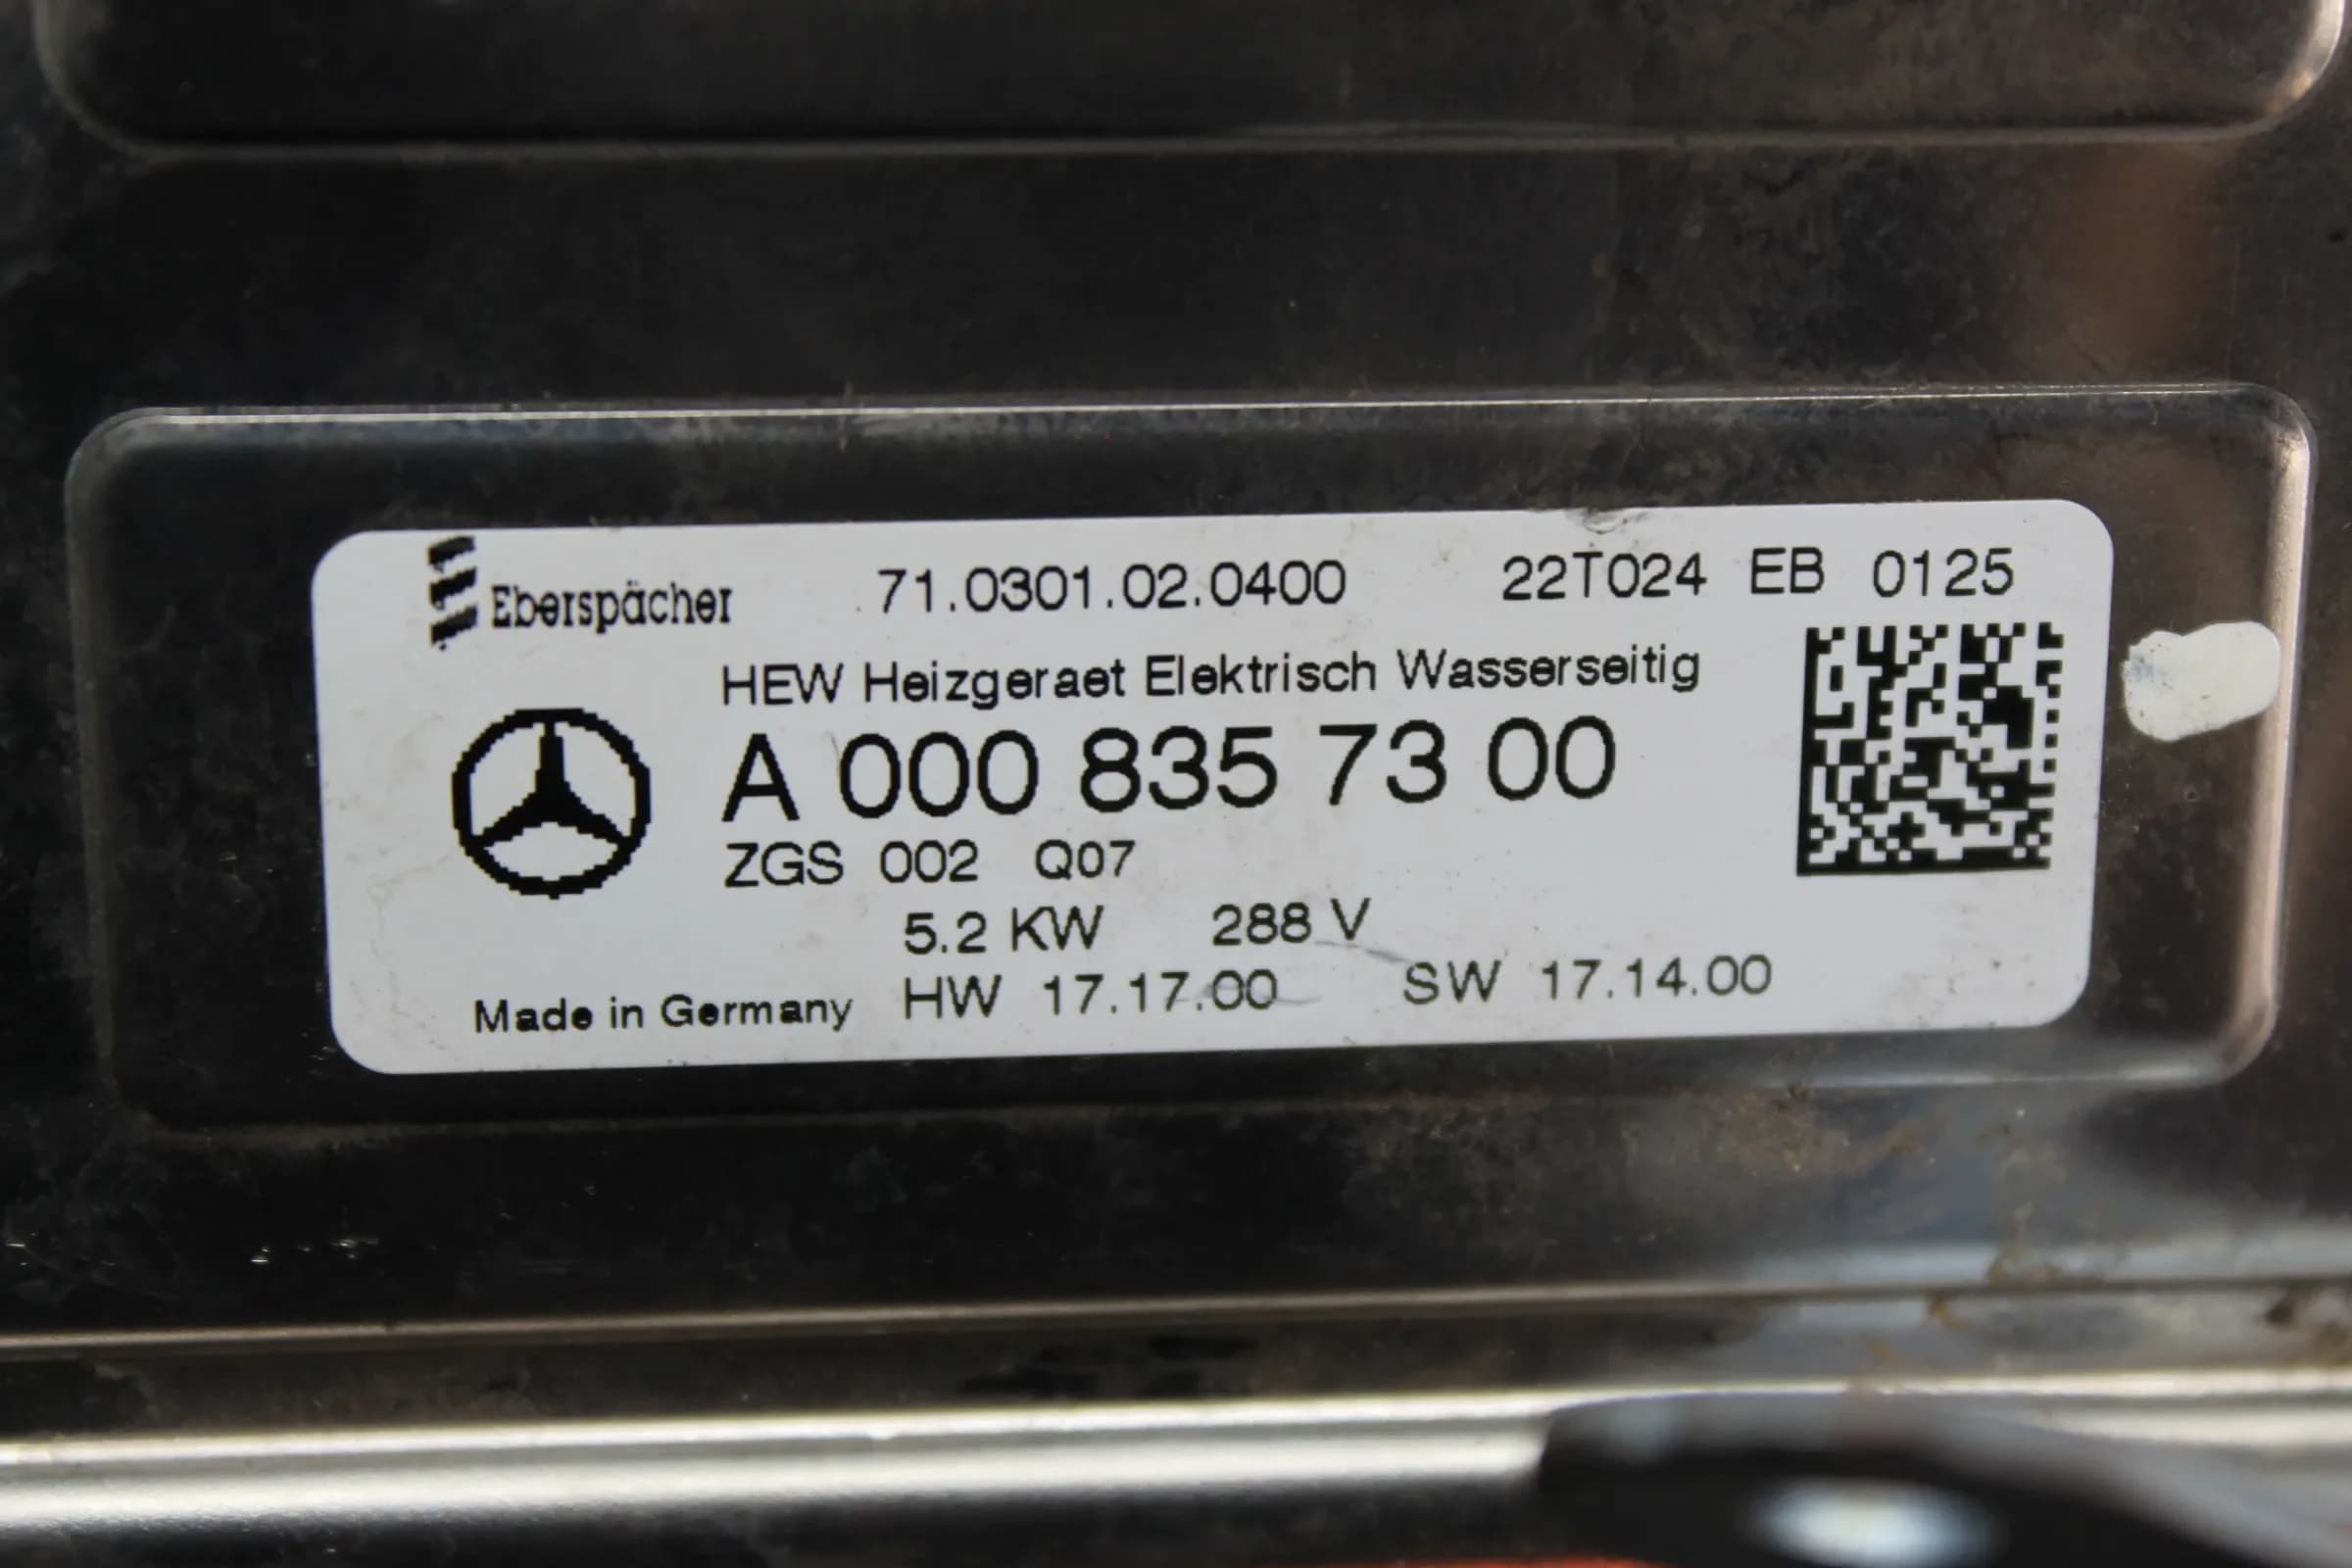 Eberspächer 71.0301.02.0400 22T024 EB 0125
HEW Heizgeraet Elektrisch Wasserseitig
A 000 835 73 00
ZGS 002 Q07
5.2 KW 288 V
Made in Germany HW 17.17.00 SW 17.14.00